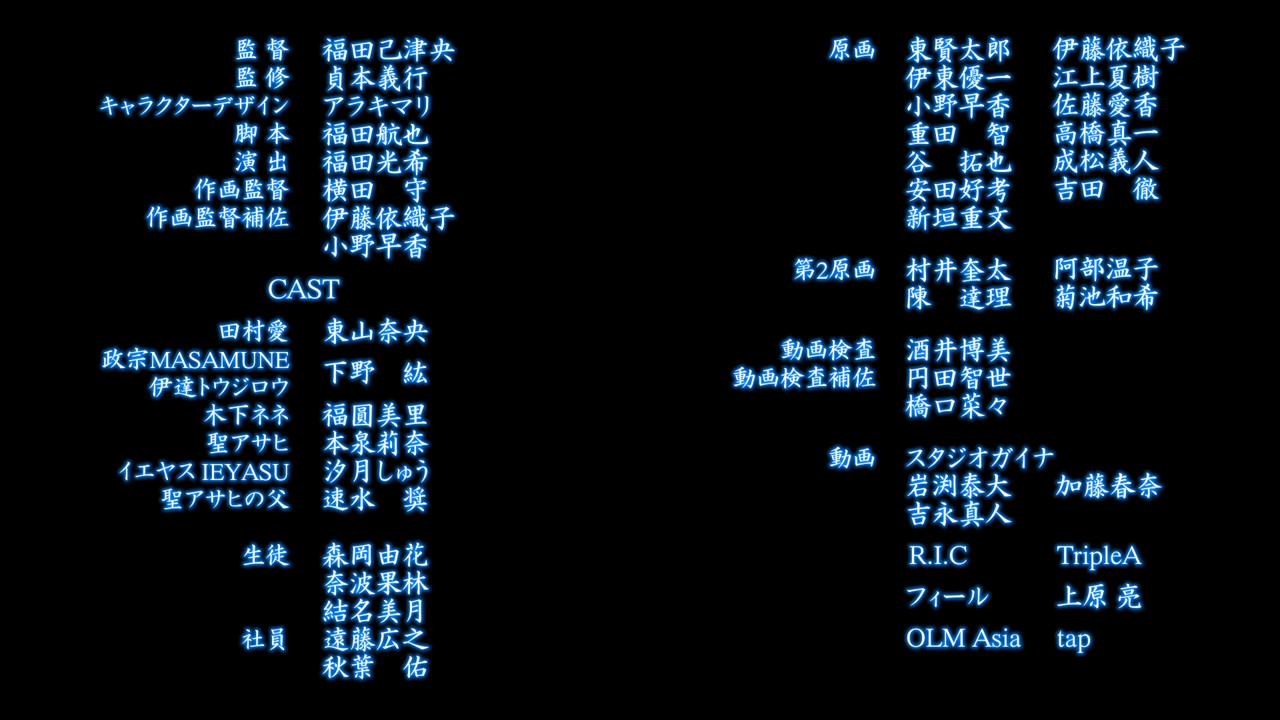 監督 福田己津央
監修 貞本義行
キャラクターデザイン アラキマリ
脚本 福田航也
演出 福田光希
作画監督 横田 守
作画監督補佐 伊藤依織子
小野早香
CAST
田村愛 東山奈央
政宗MASAMUNE
伊達トウジロウ 下野 紘
木下ネネ 福圓美里
聖アサヒ 本泉莉奈
イエヤス IEYASU 汐月しゅう
聖アサヒの父 速水 奨
生徒 森岡由花
奈波果林
結名美月
社員 遠藤広之
秋葉 佑
原画 東賢太郎 伊藤依織子
伊東優一 江上夏樹
小野早香 佐藤愛香
重田 智 高橋真一
谷 拓也 成松義人
安田好考 吉田 徹
新垣重文
第2原画 村井奎太 阿部温子
陳 達理 菊池和希
動画検査 酒井博美
動画検査補佐 円田智世
橋口菜々
動画 スタジオガイナ
岩渕泰大 加藤春奈
吉永真人
R.I.C TripleA
フィール 上原 亮
OLM Asia tap